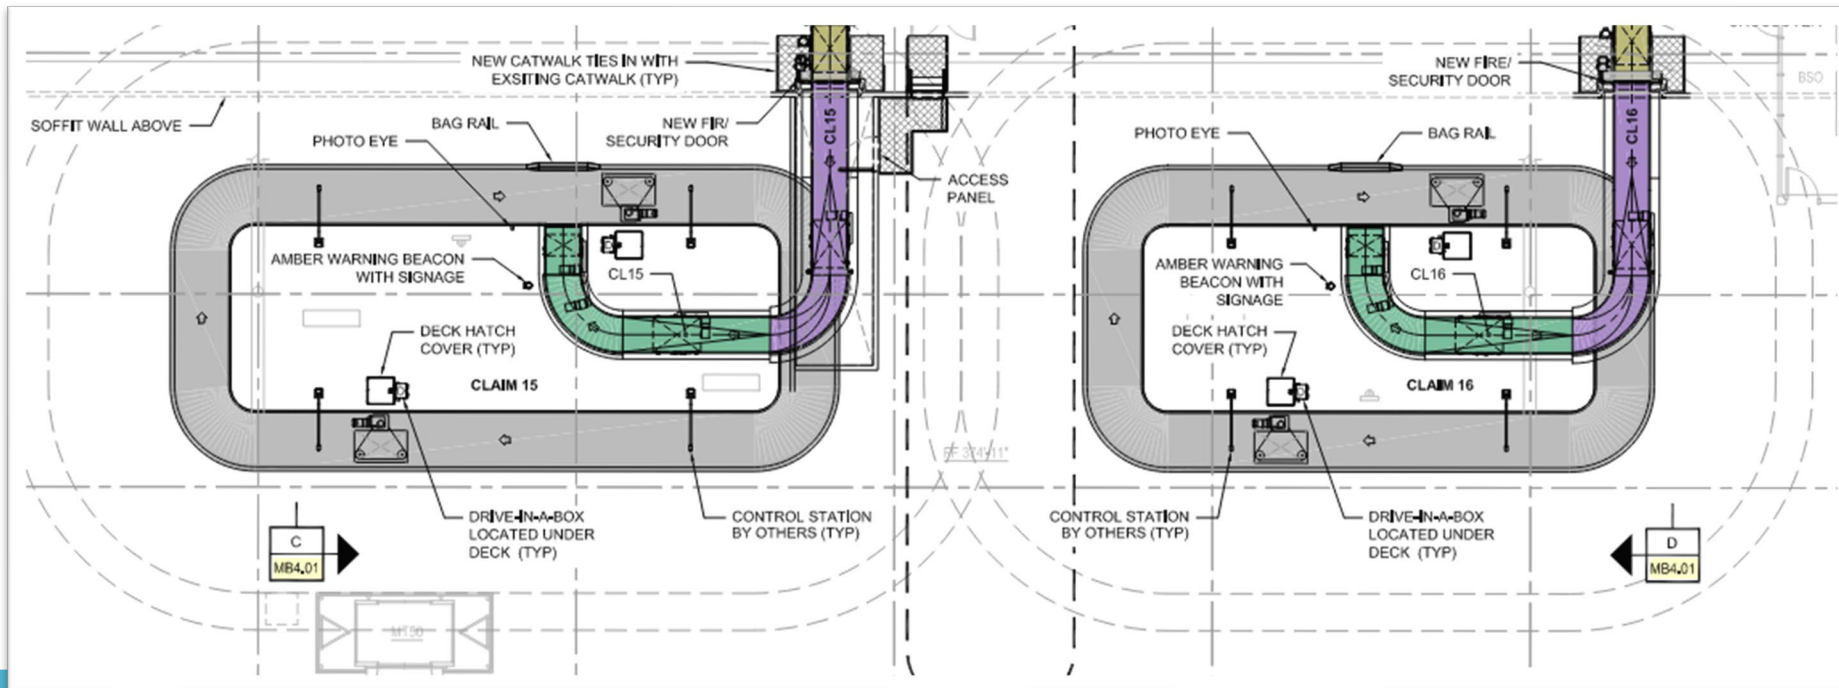 NEW CATWALK TIES IN WITH
EXSITING CATWALK (TYP)
SOFFIT WALL ABOVE
PHOTO EYE
BAG RAIL
NEW FIR/
SECURITY DOOR
CL15
ACCESS
PANEL
AMBER WARNING BEACON
WITH SIGNAGE
CL15
DECK HATCH
COVER (TYP)
CLAIM 15
DRIVE-IN-A-BOX
LOCATED UNDER
DECK (TYP)
CONTROL STATION
BY OTHERS (TYP)
C
MB4.01
MT50
FF 374'-11"
NEW FIRE/
SECURITY DOOR
BSO
PHOTO EYE
BAG RAIL
CL16
AMBER WARNING
BEACON WITH
SIGNAGE
CL16
DECK HATCH
COVER (TYP)
CLAIM 16
CONTROL STATION
BY OTHERS (TYP)
DRIVE-IN-A-BOX
LOCATED UNDER
DECK (TYP)
D
MB4.01